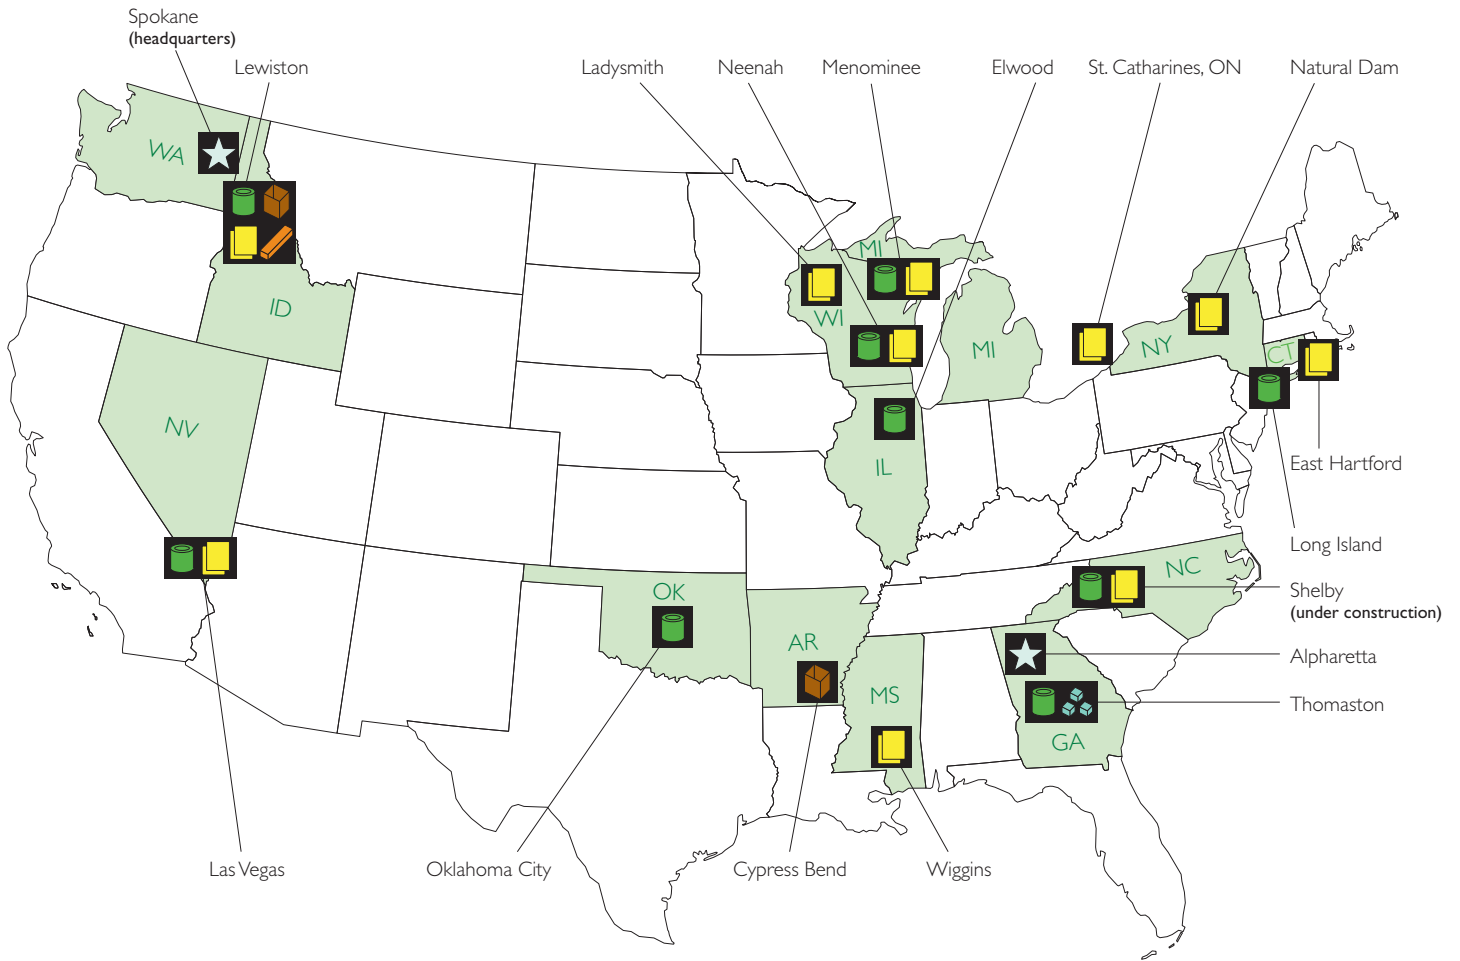 Spokane
(headquarters)
Lewiston
Ladysmith
Neenah
Menominee
Elwood
St. Catharines, ON
Natural Dam
WA
MI
ID
WI
MI
NY
CT
NV
IL
East Hartford
Long Island
OK
NC
Shelby
(under construction)
AR
Alpharetta
MS
Thomaston
GA
Las Vegas
Oklahoma City
Cypress Bend
Wiggins